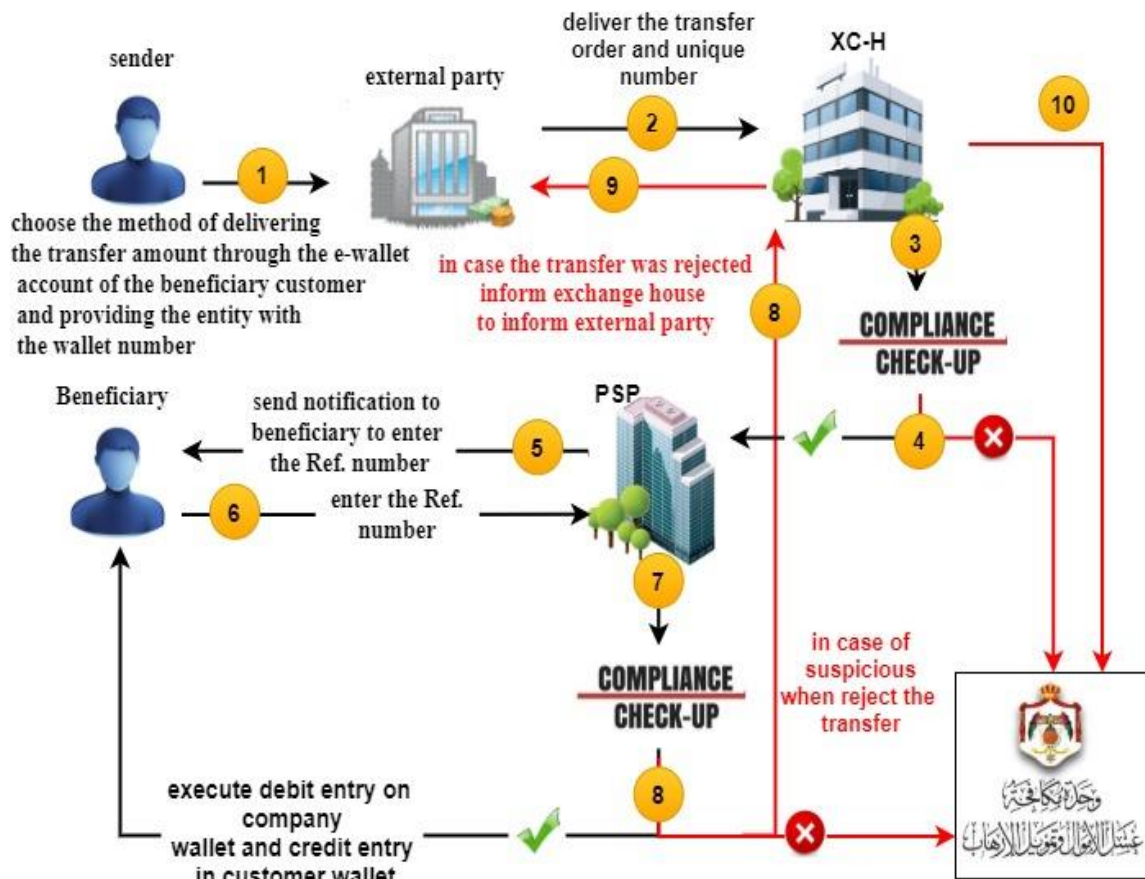 sender
external party
deliver the transfer
order and unique
number
XC-H
1
2
9
10
choose the method of delivering
the transfer amount through the e-wallet
account of the beneficiary customer
and providing the entity with
the wallet number
in case the transfer was rejected
inform exchange house
to inform external party
8
3
COMPLIANCE
CHECK-UP
Beneficiary
send notification to
beneficiary to enter
the Ref. number
5
PSP
4
6
enter the Ref.
number
7
COMPLIANCE
CHECK-UP
in case of
suspicious
when reject the
transfer
8
execute debit entry on
company
wallet and credit entry
in customer wallet
وحدة مكافحة
غسل الأموال وتمويل الإرهاب